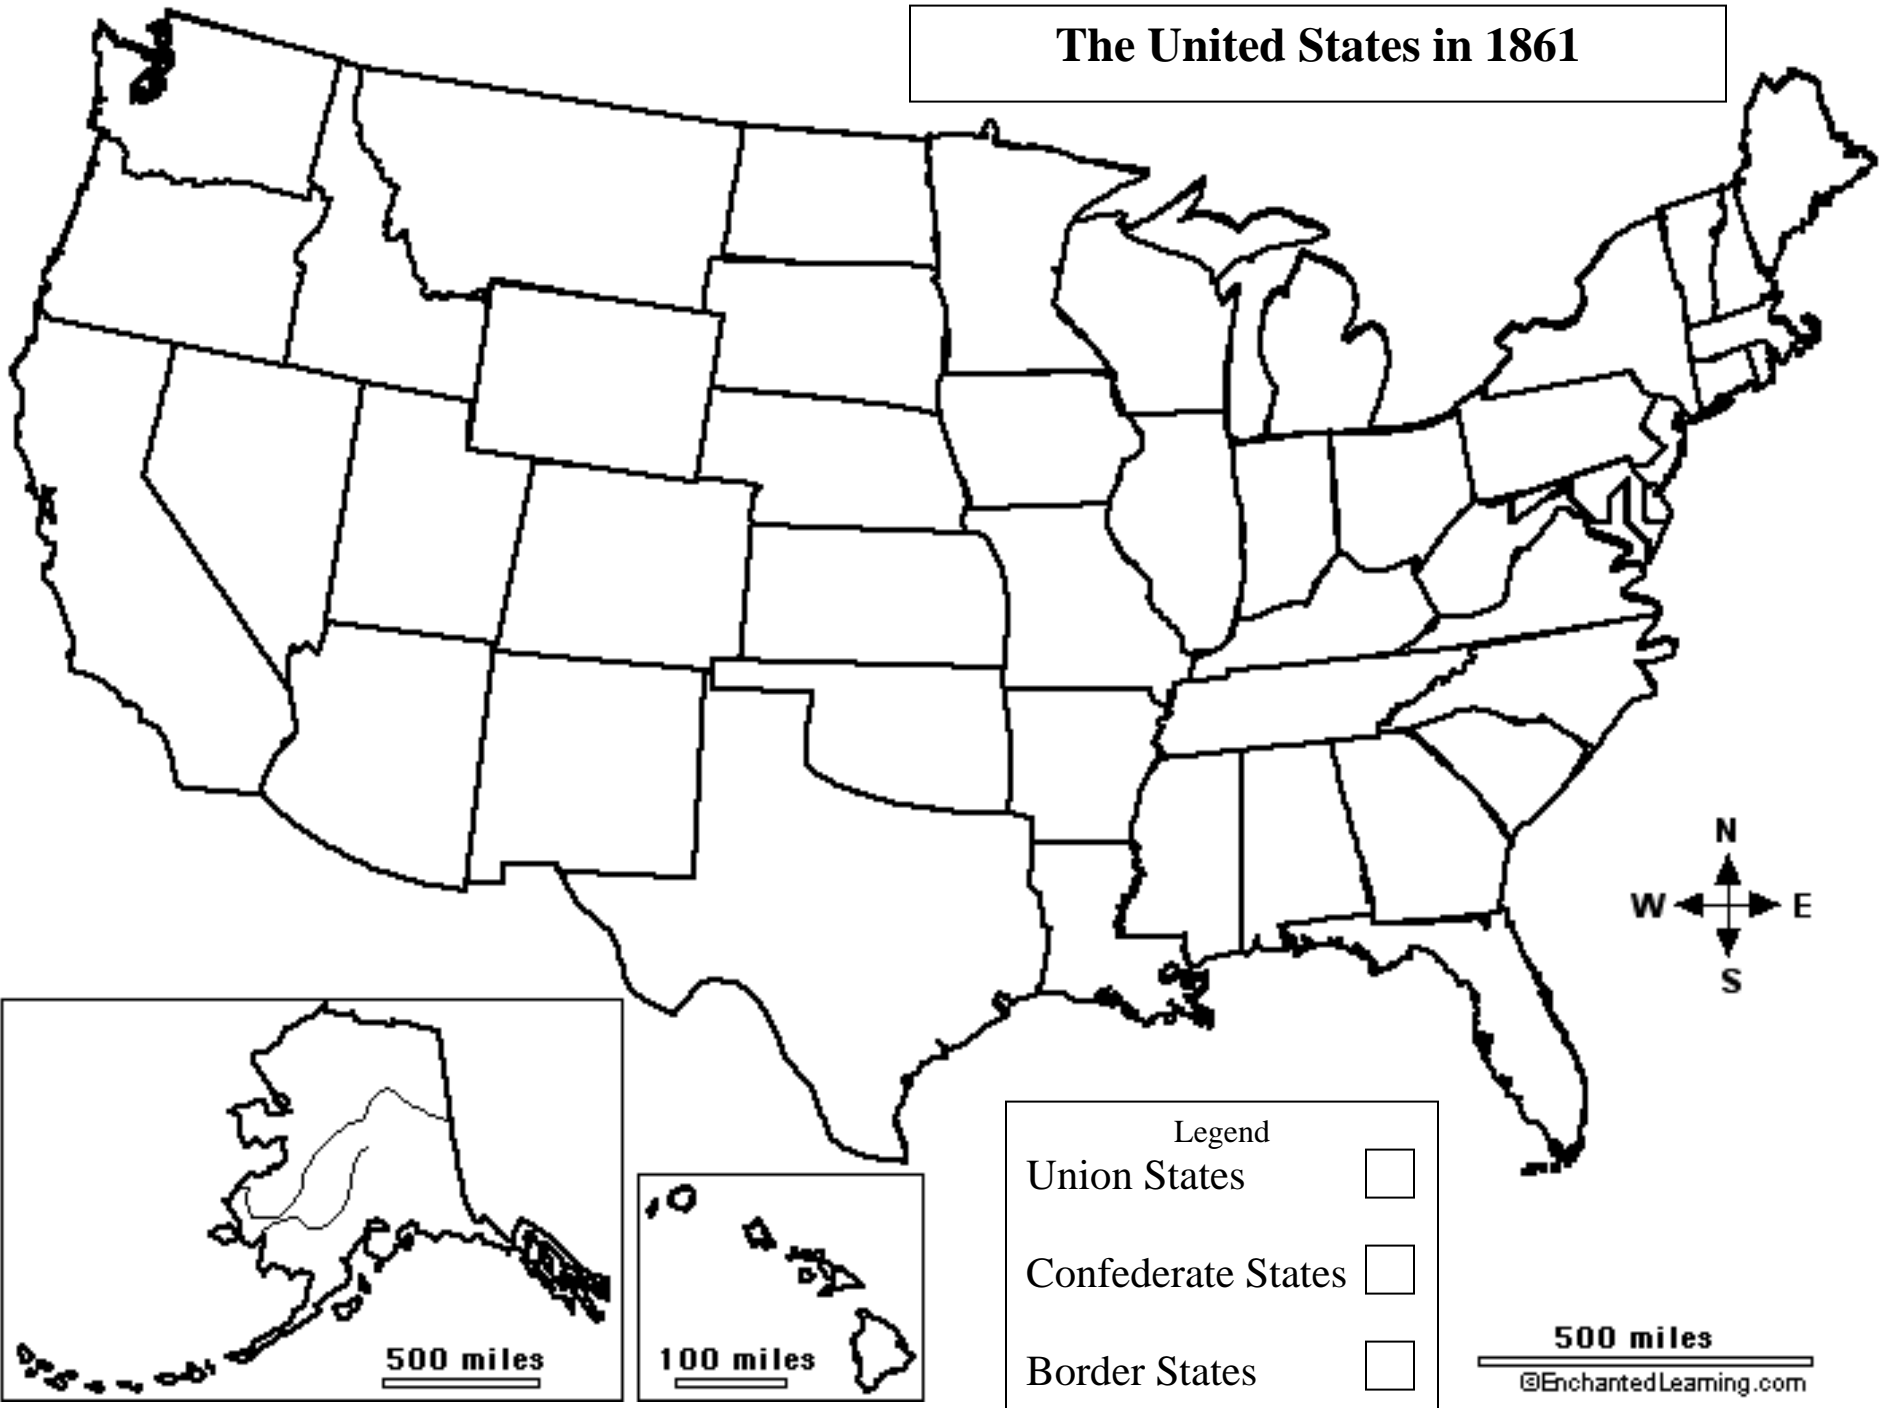 The United States in 1861
N
W E
S
Legend
Union States
Confederate States
Border States
500 miles
100 miles
500 miles
©EnchantedLearning.com